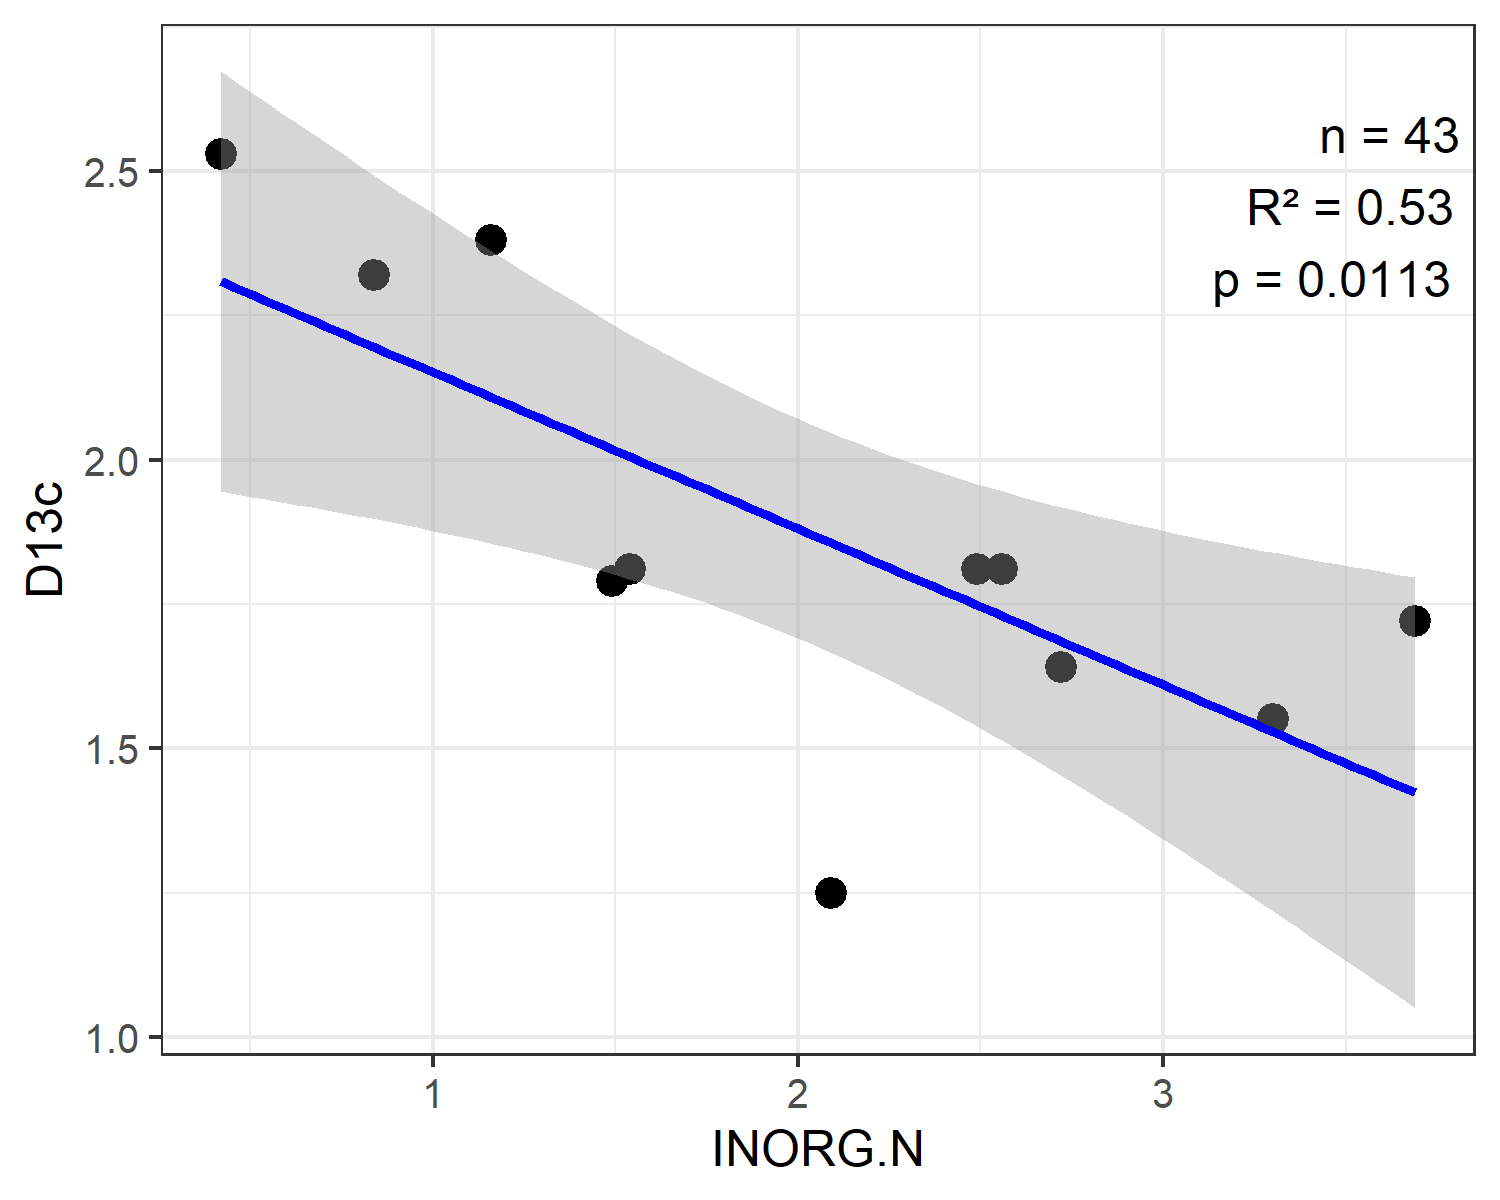 n = 43
R² = 0.53
p = 0.0113
2.5
2.0
1.5
1.0
D13c
1 2 3
INORG.N